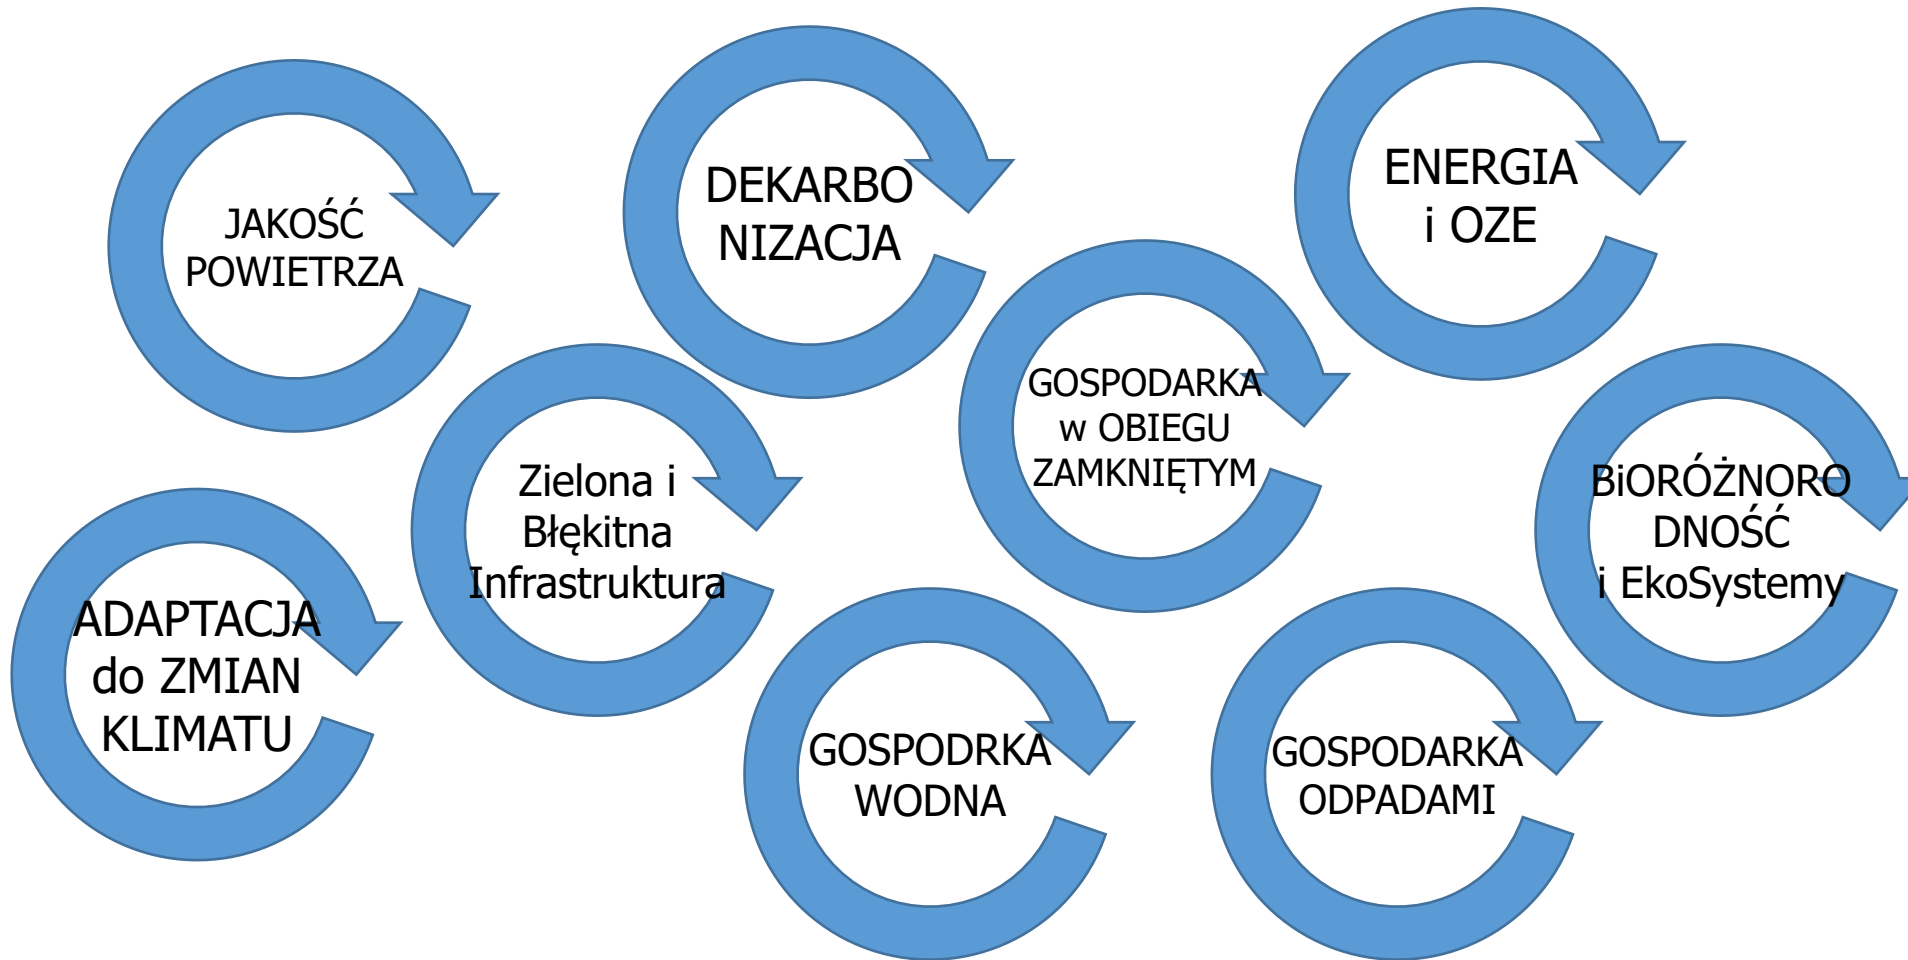 JAKOŚĆ
POWIETRZA
DEKARBO
NIZACJA
ENERGIA
i OZE
GOSPODARKA
w OBIEGU
ZAMKNIĘTYM
Zielona i
Błękitna
Infrastruktura
BiORÓŻNORO
DNOŚĆ
i EkoSystemy
ADAPTACJA
do ZMIAN
KLIMATU
GOSPODRKA
WODNA
GOSPODARKA
ODPADAMI